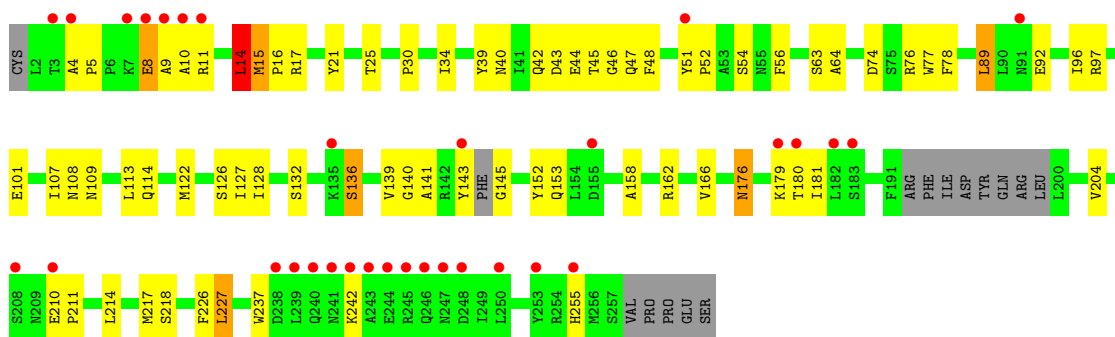 CYS L2 T3 A4 P5 P6 K7 E8 A9 A10 R11 L14 M15 P16 R17 Y21 T25 P30 I34 Y39 N40 I41 Q42 D43 E44 T45 G46 Q47 F48 Y51 P52 A53 S54 N55 F56 S63 A64 D74 S75 R76 W77 F78 L89 L90 N91 E92 I96 R97
E101 I107 N108 N109 L113 Q114 M122 S126 I127 I128 S132 K135 S136 V139 G140 A141 R142 Y143 PHE G145 Y152 Q153 L154 D155 A158 R162 V166 N176 K179 T180 I181 L182 S183 F191 ARG PHE ILE ASP TYR GLN ARG LEU L200 V204
S208 N209 E210 P211 L214 M217 S218 F226 L227 W237 D238 L239 Q240 N241 K242 A243 E244 R245 Q246 N247 D248 I249 L250 Y253 R254 H255 M256 S257 VAL PRO PRO GLU SER